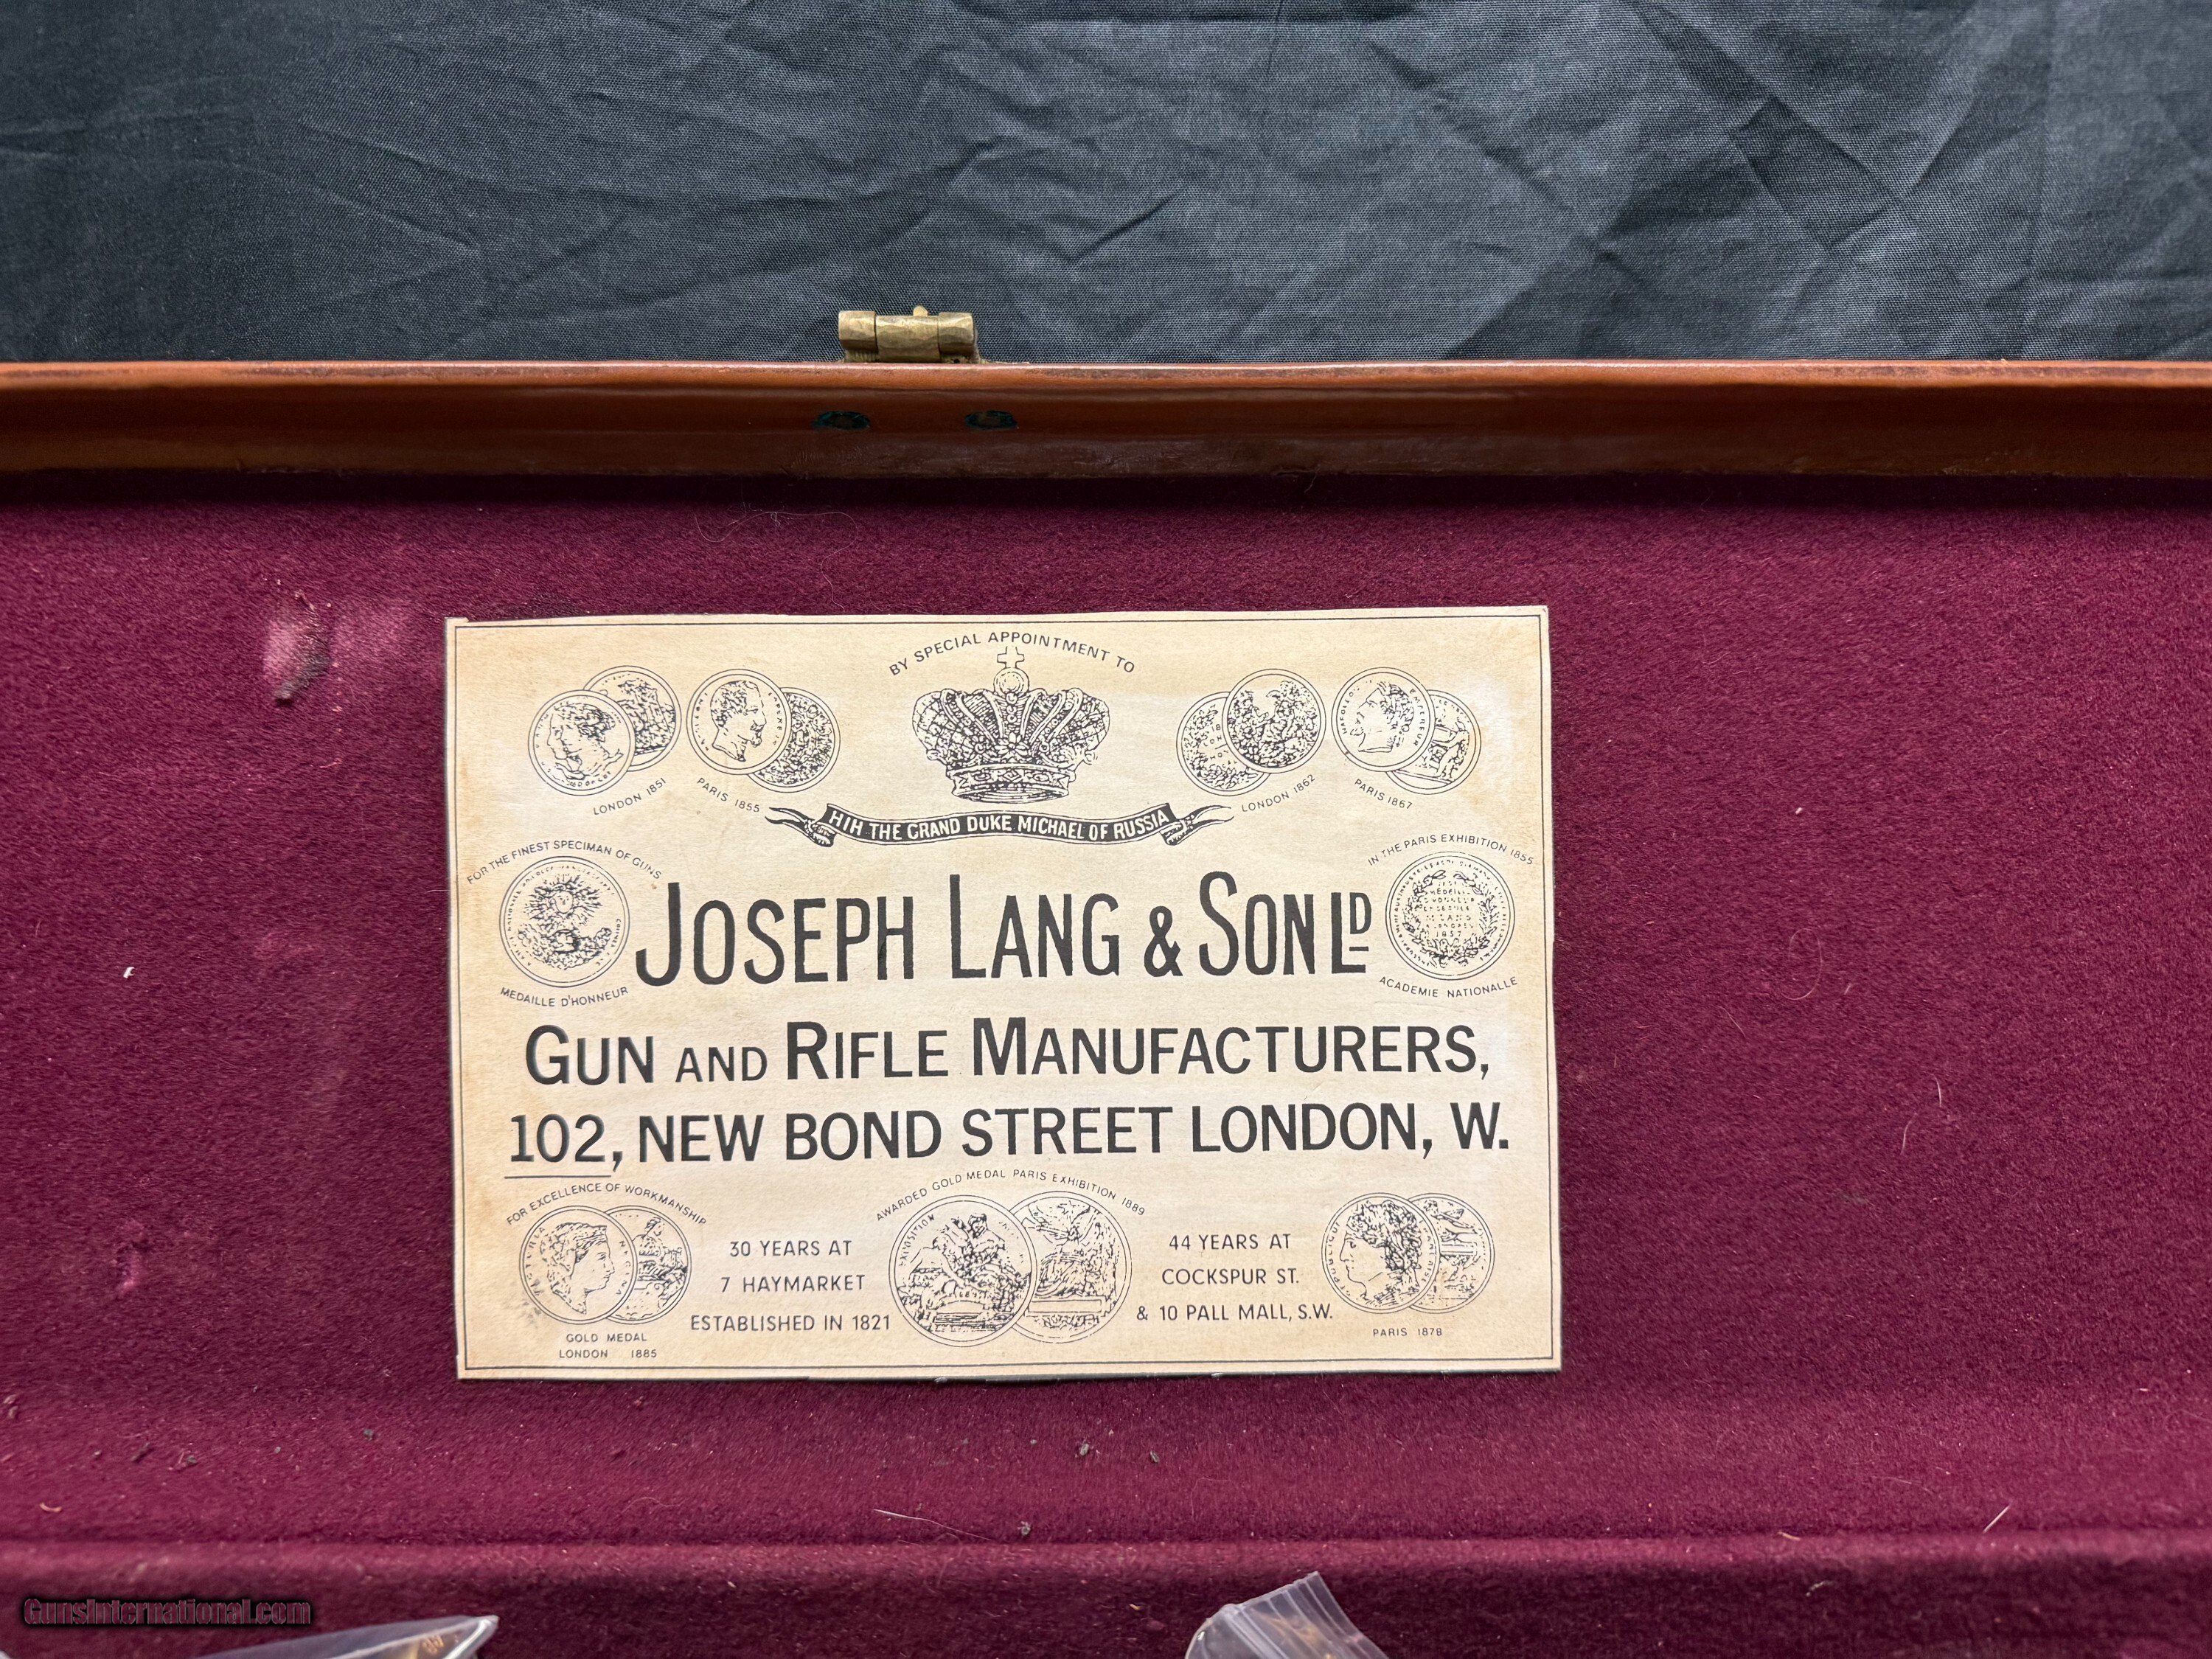 BY SPECIAL APPOINTMENT TO
LONDON 1851
PARIS 1855
LONDON 1862
PARIS 1867
HIH THE GRAND DUKE MICHAEL OF RUSSIA
FOR THE FINEST SPECIMAN OF GUNS
MEDAILLE D'HONNEUR
IN THE PARIS EXHIBITION 1855
ACADEMIE NATIONALLE
JOSEPH LANG & SON LD
GUN AND RIFLE MANUFACTURERS,
102, NEW BOND STREET LONDON, W.
FOR EXCELLENCE OF WORKMANSHIP
GOLD MEDAL
LONDON 1885
30 YEARS AT
7 HAYMARKET
ESTABLISHED IN 1821
AWARDED GOLD MEDAL PARIS EXHIBITION 1889
44 YEARS AT
COCKSPUR ST.
& 10 PALL MALL, S.W.
PARIS 1878
GunsInternational.com